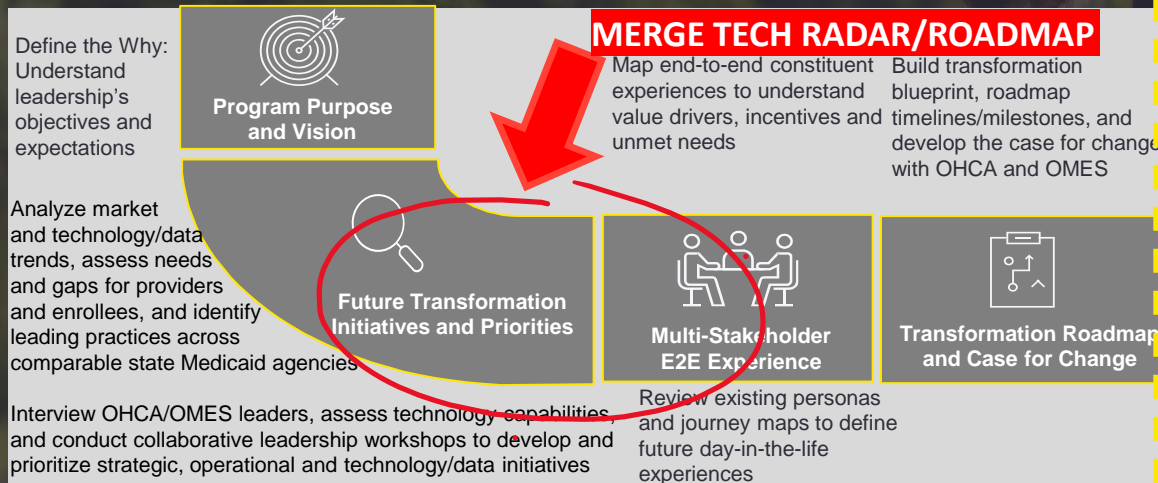 MERGE TECH RADAR/ROADMAP
Define the Why:
Understand
leadership's
objectives and
expectations
Program Purpose
and Vision
Map end-to-end constituent
experiences to understand
value drivers, incentives and
unmet needs
Build transformation
blueprint, roadmap
timelines/milestones, and
develop the case for change
with OHCA and OMES
Analyze market
and technology/data
trends, assess needs
and gaps for providers
and enrollees, and identify
leading practices across
comparable state Medicaid agencies
Future Transformation
Initiatives and Priorities
Multi-Stakeholder
E2E Experience
Transformation Roadmap
and Case for Change
Interview OHCA/OMES leaders, assess technology capabilities,
and conduct collaborative leadership workshops to develop and
prioritize strategic, operational and technology/data initiatives
Review existing personas
and journey maps to define
future day-in-the-life
experiences